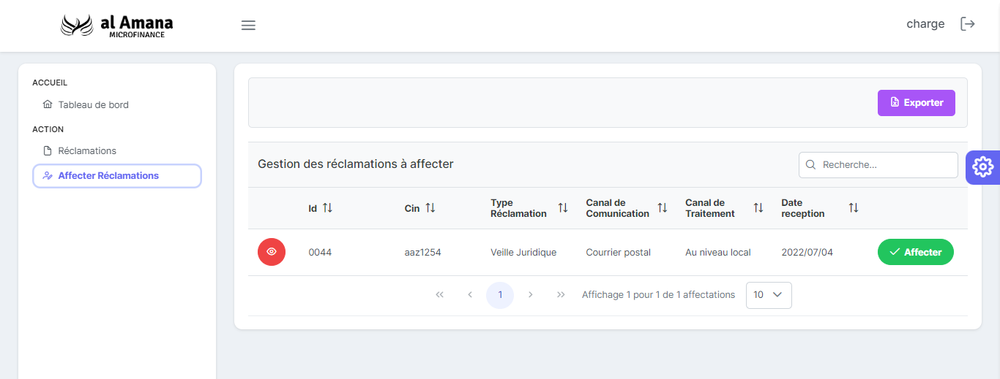 al Amana
MICROFINANCE
charge
ACCUEIL
Tableau de bord
ACTION
Réclamations
Affecter Réclamations
Exporter
Gestion des réclamations à affecter
Recherche...
Id
Cin
Type
Réclamation
Canal de
Comunication
Canal de
Traitement
Date
reception
0044
aaz1254
Veille Juridique
Courrier postal
Au niveau local
2022/07/04
Affecter
1
Affichage 1 pour 1 de 1 affectations
10